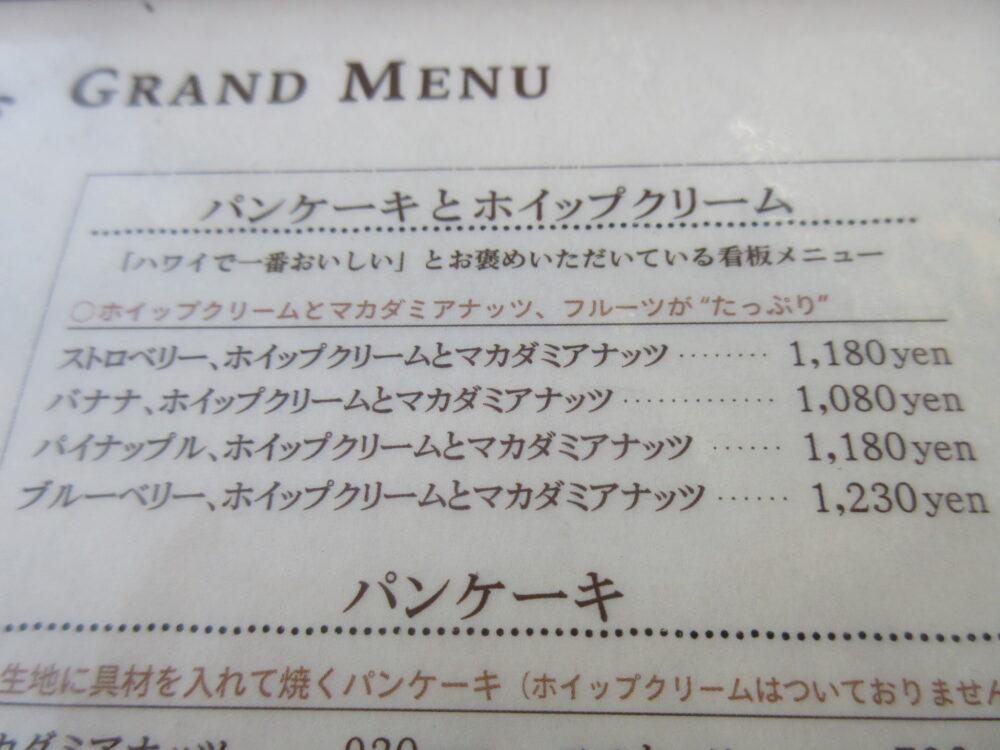 GRAND MENU
パンケーキとホイップクリーム
「ハワイで一番おいしい」とお褒めいただいている看板メニュー
○ホイップクリームとマカダミアナッツ、フルーツが“たっぷり”
ストロベリー、ホイップクリームとマカダミアナッツ ········ 1,180yen
バナナ、ホイップクリームとマカダミアナッツ ············· 1,080yen
パイナップル、ホイップクリームとマカダミアナッツ ······ 1,180yen
ブルーベリー、ホイップクリームとマカダミアナッツ ······ 1,230yen
パンケーキ
生地に具材を入れて焼くパンケーキ（ホイップクリームはついておりません
カダミアナッツ